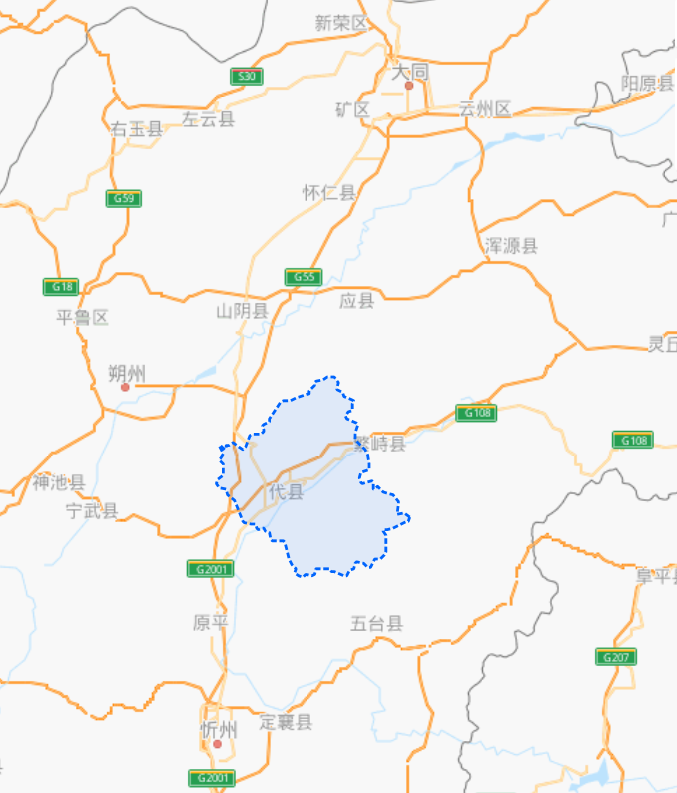 新荣区
S30
大同
阳原县
矿区
云州区
左云县
右玉县
怀仁县
G59
广
浑源县
G55
G18
应县
山阴县
平鲁区
灵丘
朔州
G108
G108
繁峙县
神池县
代县
宁武县
G2001
阜平县
原平
五台县
G207
定襄县
忻州
G2001